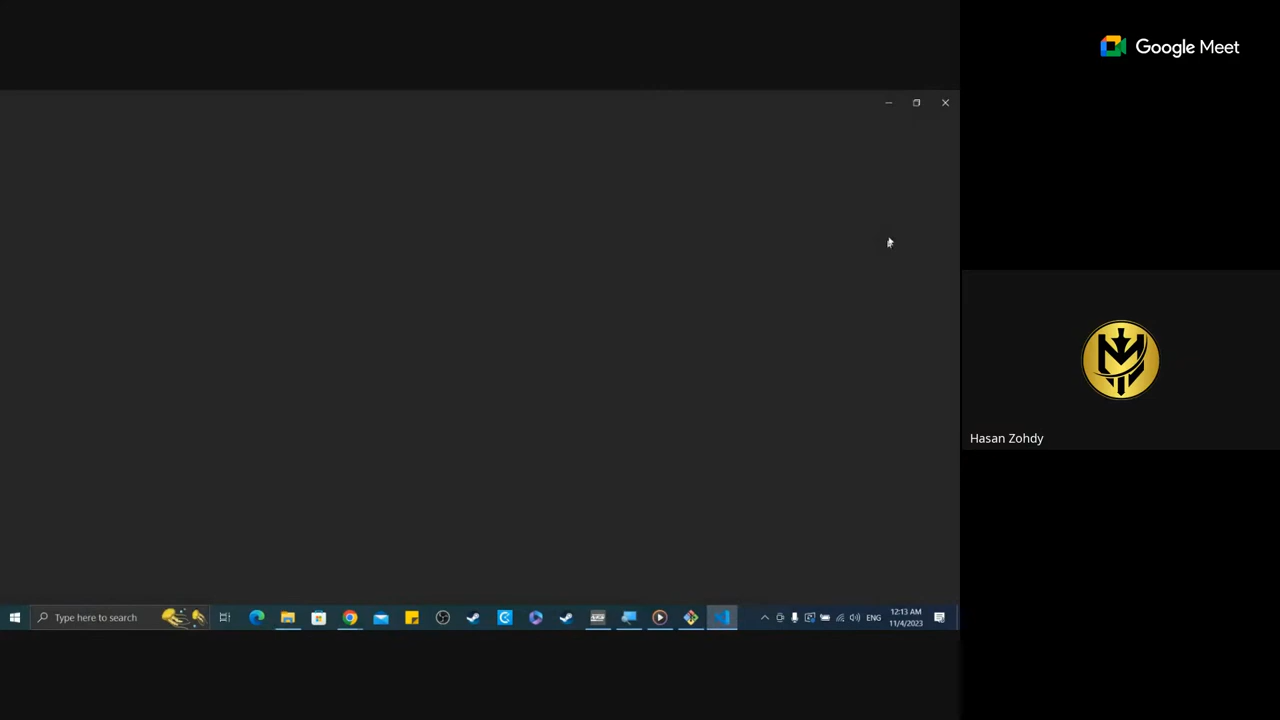 Google Meet
Hasan Zohdy
Type here to search
ENG
12:13 AM
11/4/2023